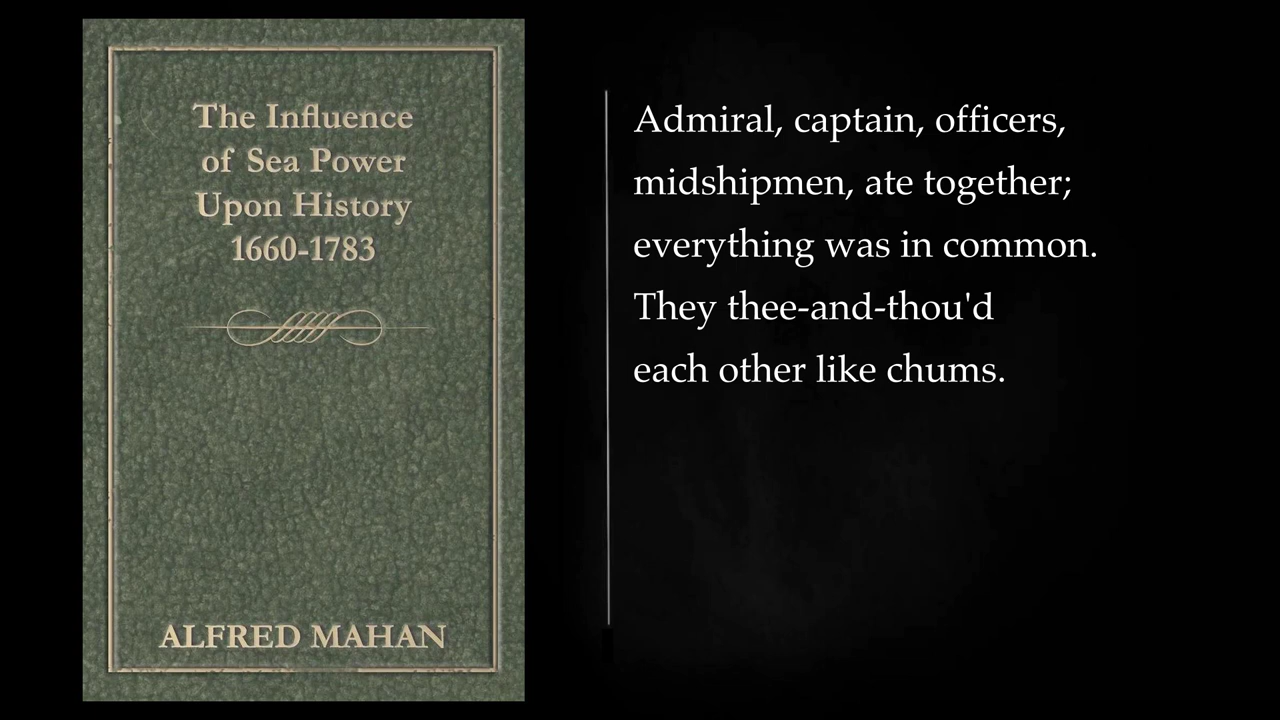 The Influence
of Sea Power
Upon History
1660-1783
ALFRED MAHAN
Admiral, captain, officers,
midshipmen, ate together;
everything was in common.
They thee-and-thou'd
each other like chums.